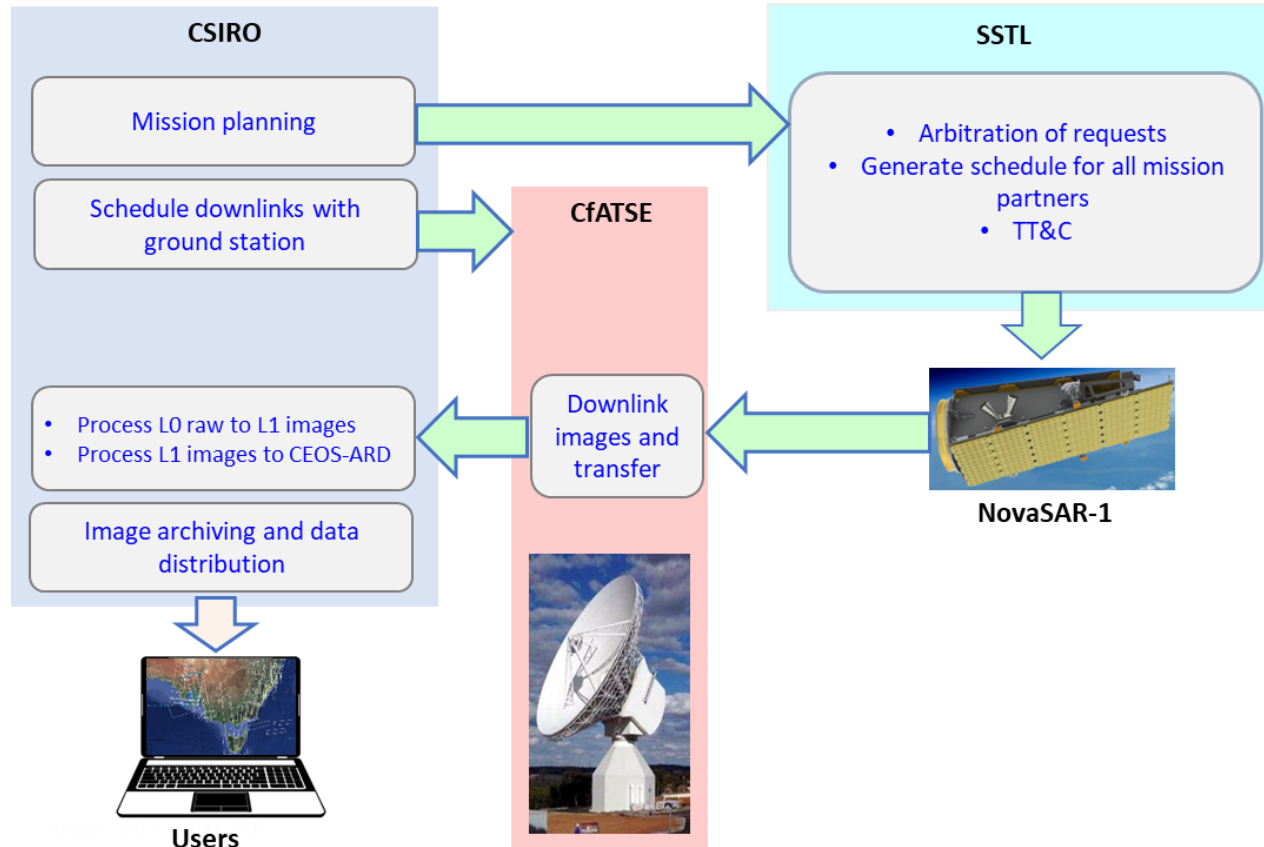 CSIRO
Mission planning
Schedule downlinks with
ground station
• Process L0 raw to L1 images
• Process L1 images to CEOS-ARD
Image archiving and data
distribution
Users
CfATSE
Downlink
images and
transfer
SSTL
• Arbitration of requests
• Generate schedule for all mission
partners
• TT&C
NovaSAR-1